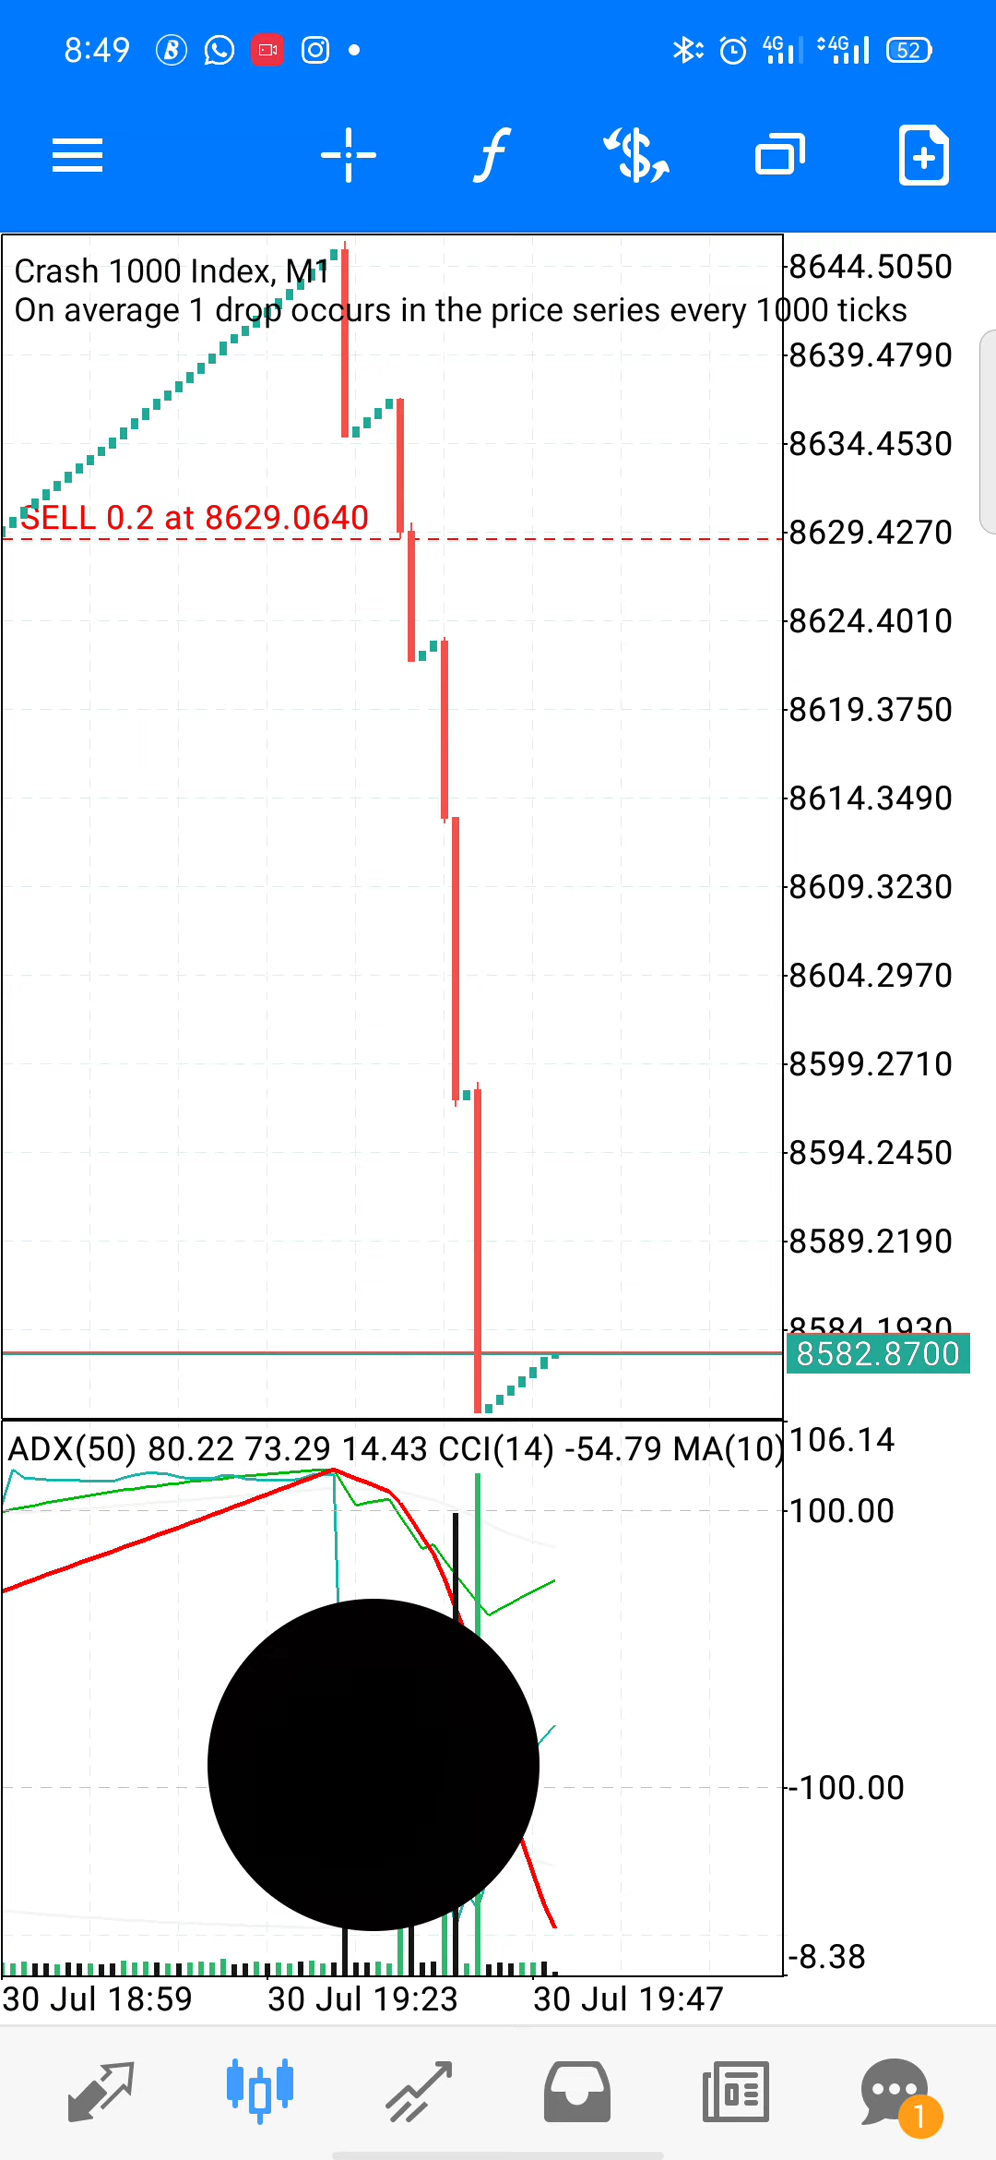 8:49
4G
4G
52
Crash 1000 Index, M1
On average 1 drop occurs in the price series every 1000 ticks
8644.5050
8639.4790
8634.4530
SELL 0.2 at 8629.0640
8629.4270
8624.4010
8619.3750
8614.3490
8609.3230
8604.2970
8599.2710
8594.2450
8589.2190
8584.1930
8582.8700
ADX(50) 80.22 73.29 14.43 CCI(14) -54.79 MA(10)
106.14
100.00
-100.00
-8.38
30 Jul 18:59
30 Jul 19:23
30 Jul 19:47
1